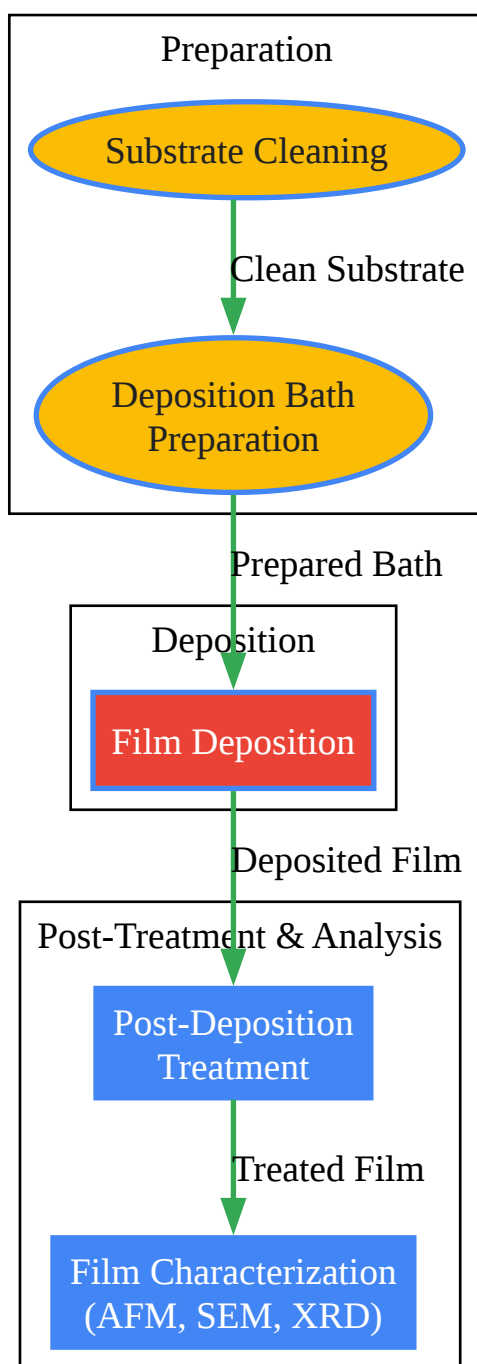 Preparation
Substrate Cleaning
Clean Substrate
Deposition Bath
Preparation
Prepared Bath
Deposition
Film Deposition
Deposited Film
Post-Treatment & Analysis
Post-Deposition
Treatment
Treated Film
Film Characterization
(AFM, SEM, XRD)